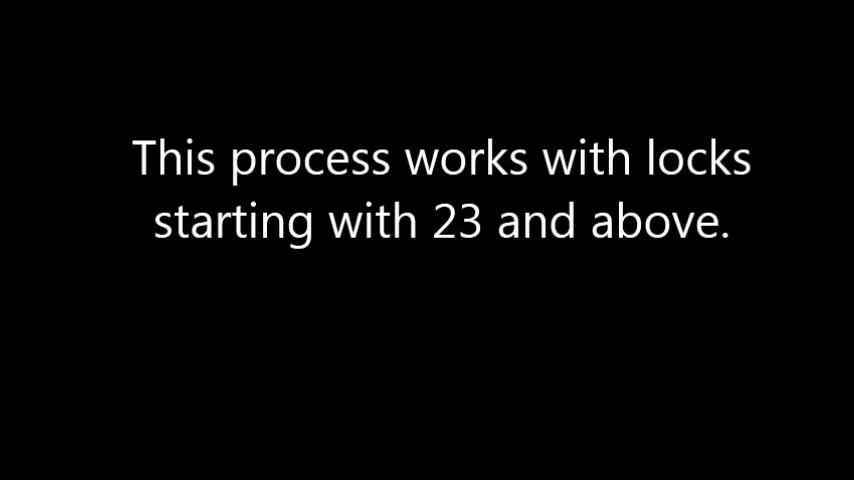 This process works with locks
starting with 23 and above.